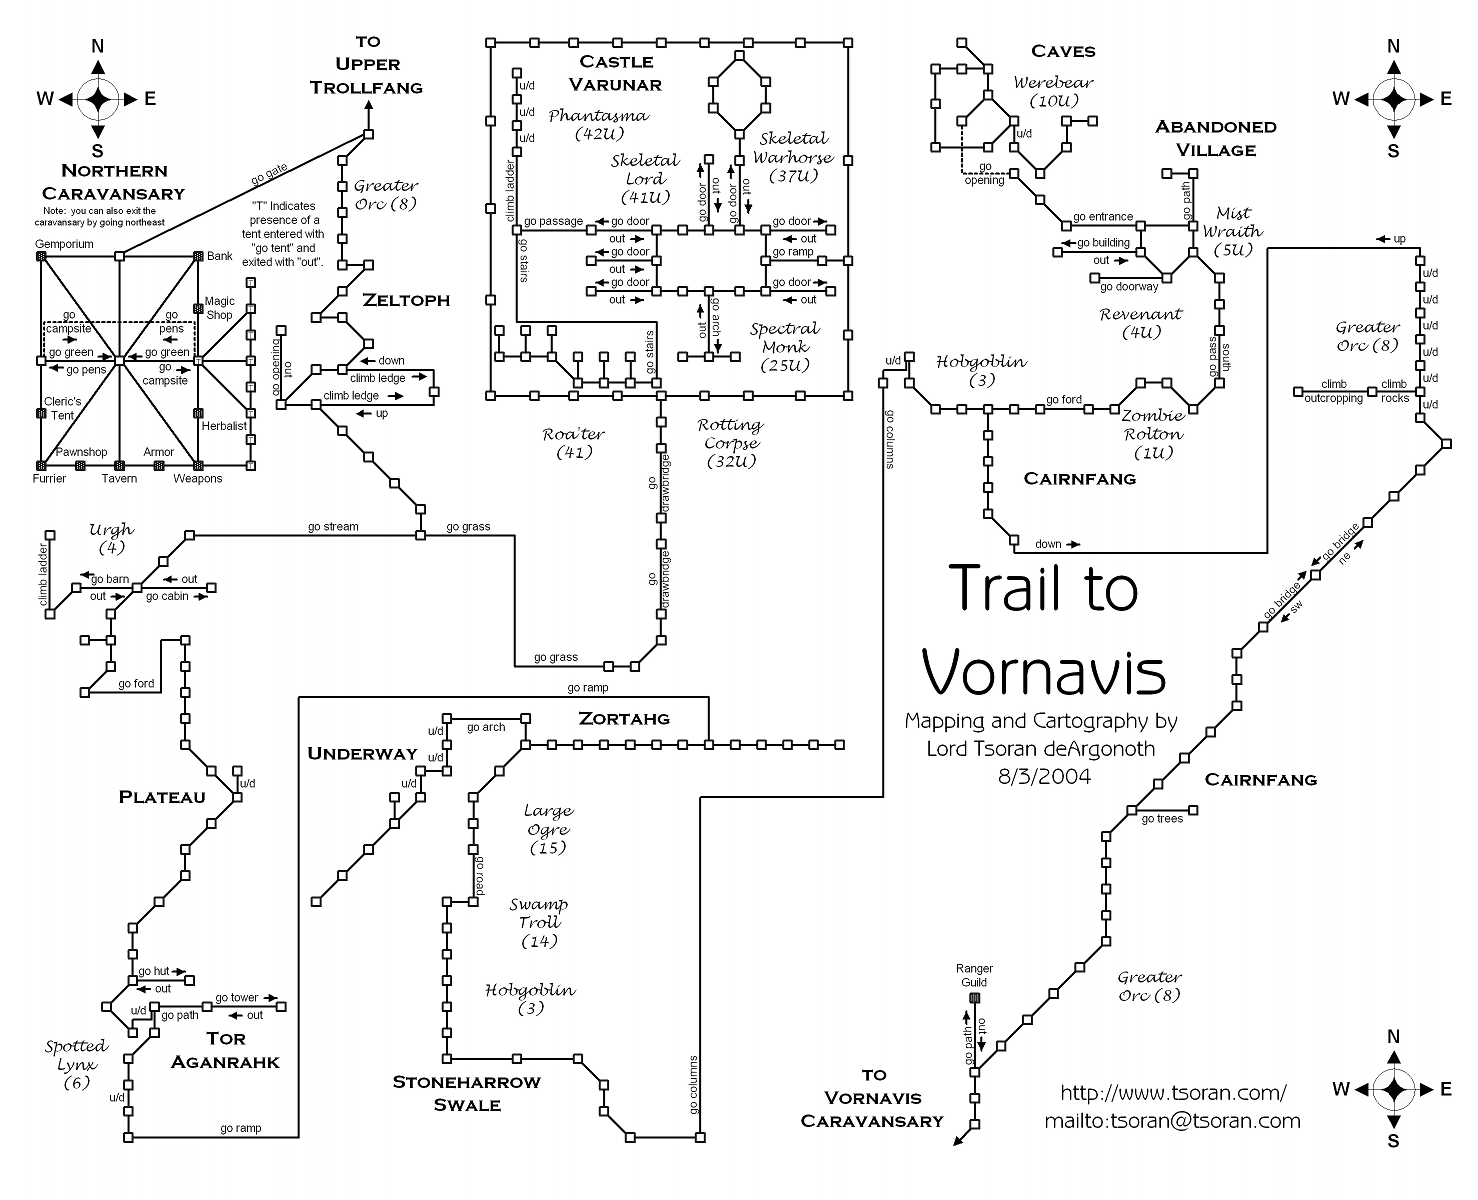 N
W
E
S
TO
UPPER
TROLLFANG
CASTLE
VARUNAR
CAVES
Werebear
(10U)
N
W
E
S
NORTHERN
CARAVANSARY
Note: you can also exit the
caravansary by going northeast
go gate
Greater
Orc (8)
"T" Indicates
presence of a
tent entered with
"go tent" and
exited with "out".
Gemporium
Bank
Magic
Shop
go
campsite
go
pens
go green
go green
go pens
go
campsite
Cleric's
Tent
Herbalist
Pawnshop
Armor
Furrier
Tavern
Weapons
T
T
T
T
T
T
T
T
ZELTOPH
go opening
out
down
climb ledge
climb ledge
up
u/d
u/d
u/d
Phantasma
(42U)
climb ladder
Skeletal
Lord
(41U)
Skeletal
Warhorse
(37U)
go door
out
go door
out
go passage
go door
out
go door
out
go door
out
go door
out
go ramp
go door
out
go stairs
go arch
out
Spectral
Monk
(25U)
go stairs
Roa'ter
(41)
Rotting
Corpse
(32U)
go
drawbridge
go
drawbridge
u/d
go
opening
ABANDONED
VILLAGE
go path
Mist
Wraith
(5U)
go entrance
go building
out
go doorway
Revenant
(4U)
go pass
south
up
u/d
u/d
u/d
u/d
u/d
u/d
Greater
Orc (8)
climb
outcropping
climb
rocks
u/d
Hobgoblin
(3)
go ford
Zombie
Rolton
(1U)
go columns
CAIRNFANG
down
go bridge
ne
go bridge
sw
Urgh
(4)
climb ladder
go barn
out
out
go cabin
go stream
go grass
go grass
go ford
PLATEAU
u/d
go hut
out
u/d
go path
go tower
out
TOR
AGANRAHK
Spotted
Lynx
(6)
u/d
go ramp
go ramp
ZORTAHG
UNDERWAY
u/d
go arch
u/d
u/d
Large
Ogre
(15)
go road
Swamp
Troll
(14)
Hobgoblin
(3)
STONEHARROW
SWALE
go columns
Trail to
Vornavis
Mapping and Cartography by
Lord Tsoran deArgonoth
8/3/2004
CAIRNFANG
go trees
Greater
Orc (8)
Ranger
Guild
go path
out
TO
VORNAVIS
CARAVANSARY
http://www.tsoran.com/
mailto:tsoran@tsoran.com
N
W
E
S